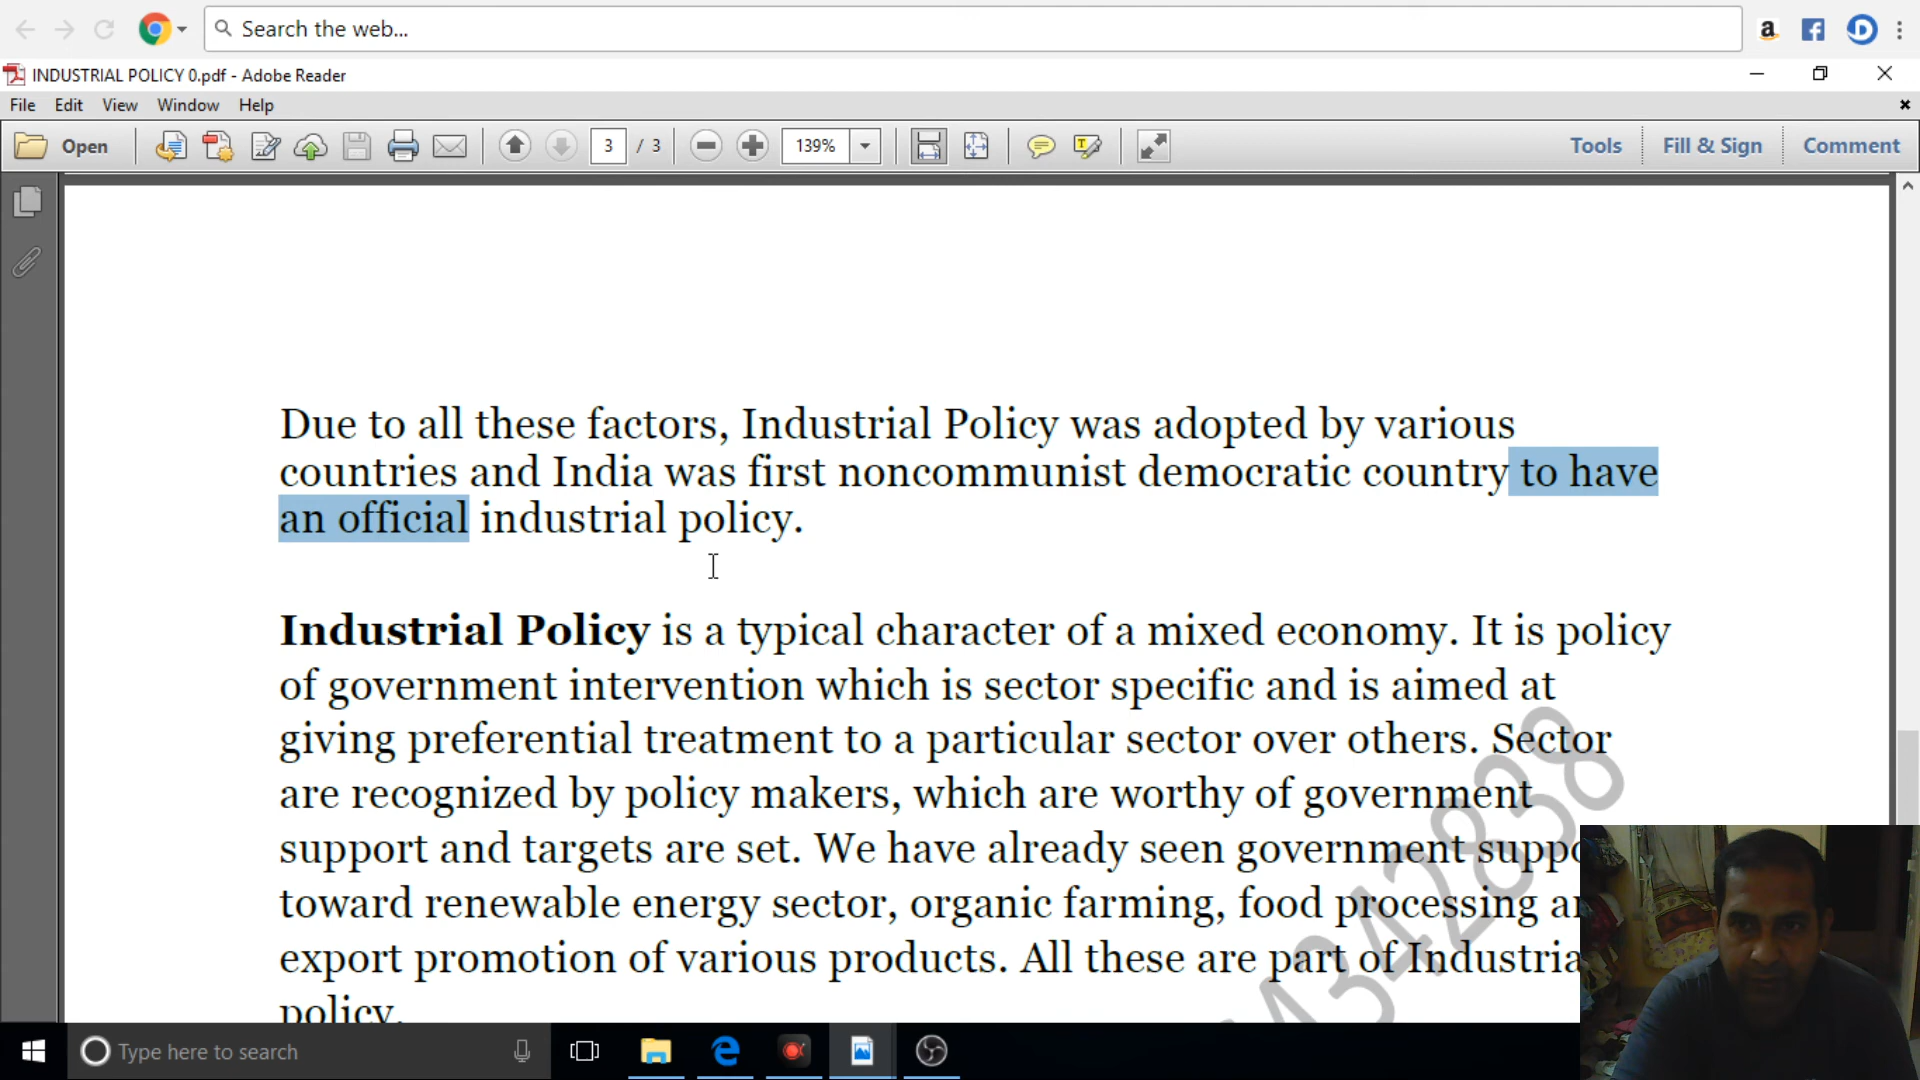 Search the web...
INDUSTRIAL POLICY 0.pdf - Adobe Reader
File Edit View Window Help
Open 3 / 3 139% Tools Fill & Sign Comment
Due to all these factors, Industrial Policy was adopted by various
countries and India was first noncommunist democratic country to have
an official industrial policy.
Industrial Policy is a typical character of a mixed economy. It is policy
of government intervention which is sector specific and is aimed at
giving preferential treatment to a particular sector over others. Sector
are recognized by policy makers, which are worthy of government
support and targets are set. We have already seen government
toward renewable energy sector, organic farming, food processing
export promotion of various products. All these are part of
policy.
Type here to search